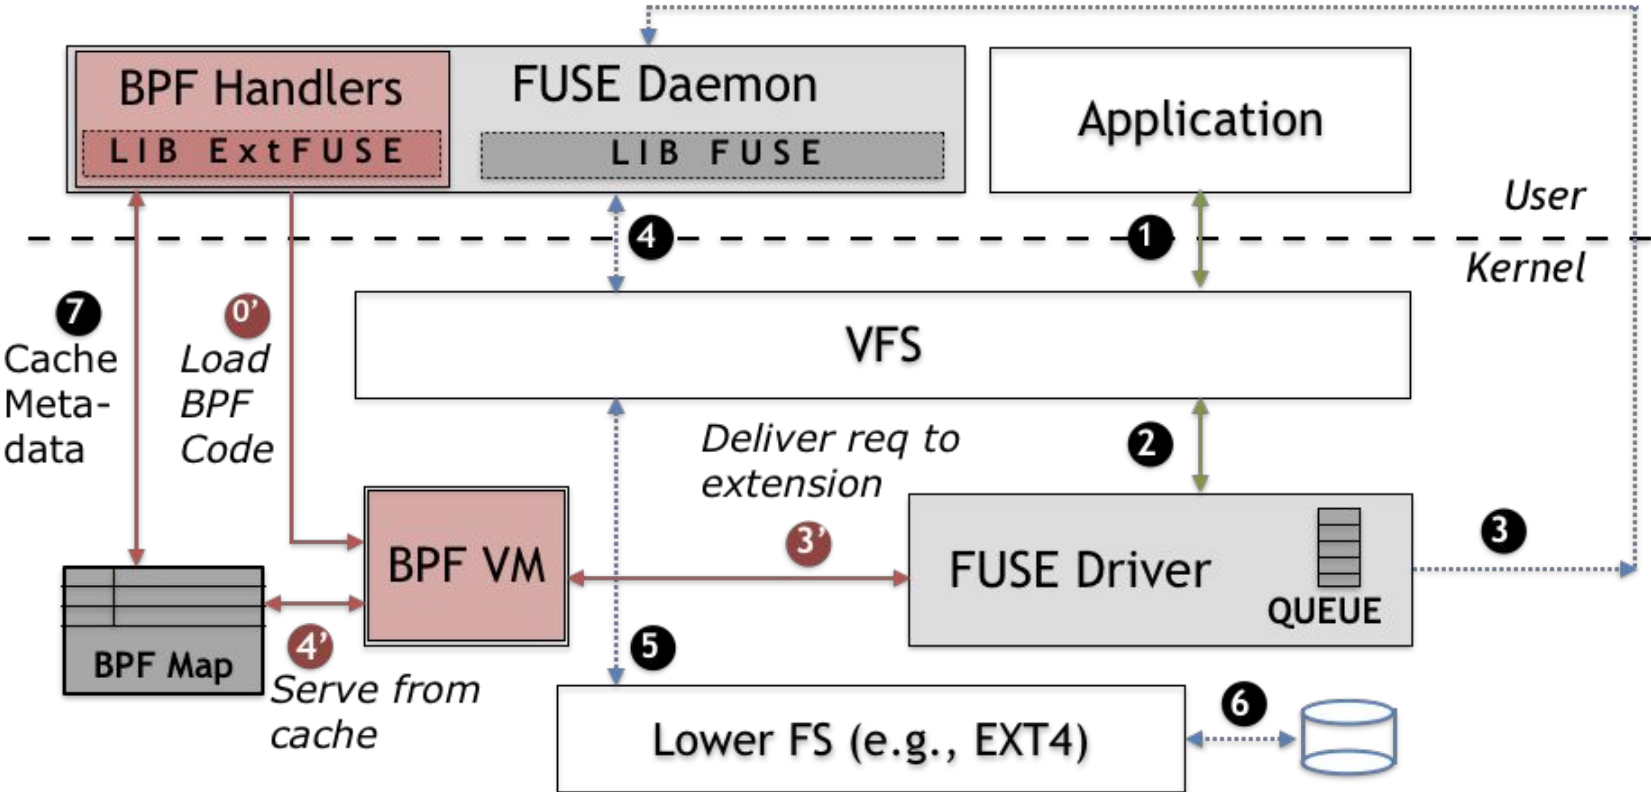 BPF Handlers
LIB ExtFUSE
FUSE Daemon
LIB FUSE
Application
User
Kernel
4
1
7
Cache
Meta-
data
0’
Load
BPF
Code
VFS
Deliver req to
extension
2
3’
3
BPF VM
FUSE Driver
QUEUE
BPF Map
4’
Serve from
cache
5
Lower FS (e.g., EXT4)
6